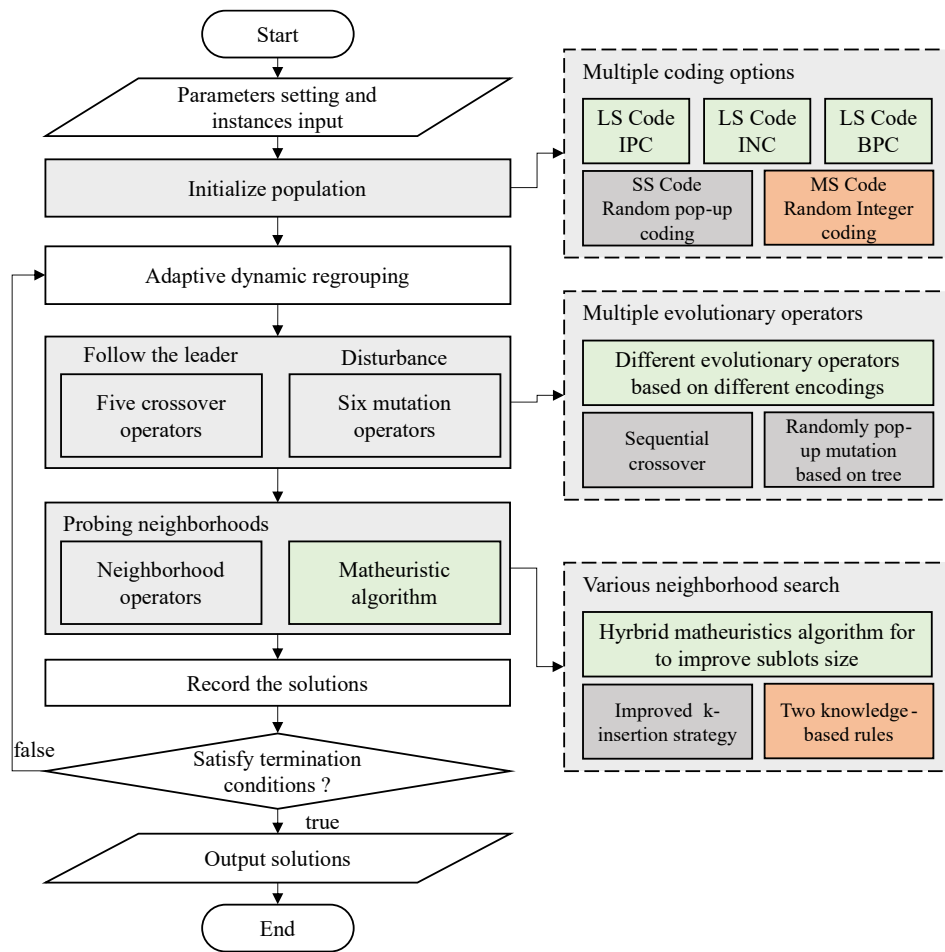 Start
Parameters setting and
instances input
Initialize population
Adaptive dynamic regrouping
Follow the leader
Five crossover
operators
Disturbance
Six mutation
operators
Probing neighborhoods
Neighborhood
operators
Matheuristic
algorithm
Record the solutions
false
Satisfy termination
conditions ?
true
Output solutions
End
Multiple coding options
LS Code
IPC
LS Code
INC
LS Code
BPC
SS Code
Random pop-up
coding
MS Code
Random Integer
coding
Multiple evolutionary operators
Different evolutionary operators
based on different encodings
Sequential
crossover
Randomly pop-
up mutation
based on tree
Various neighborhood search
Hyrbrid matheuristics algorithm for
to improve sublots size
Improved k-
insertion strategy
Two knowledge-
based rules